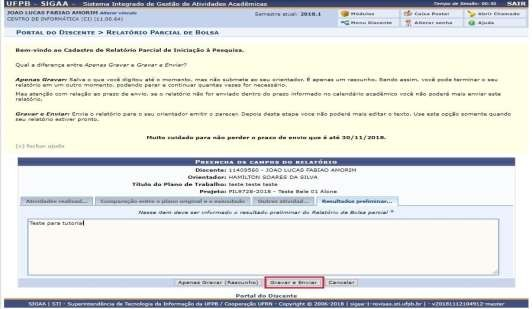 UFPB - SIGAA - Sistema Integrado de Gestão de Atividades Acadêmicas
Tempo de Sessão: 00:30 SAIR
JOAO LUCAS FABIAO AMORIM Alterar vínculo
Semestre atual: 2018.1
Módulos
Caixa Postal
Abrir Chamado
CENTRO DE INFORMÁTICA (CI) (11.00.64)
Menu Discente
Alterar senha
Ajuda
PORTAL DO DISCENTE > RELATÓRIO PARCIAL DE BOLSA
Bem-vindo ao Cadastro de Relatório Parcial de Iniciação à Pesquisa.
Qual a diferença entre Apenas Gravar e Gravar e Enviar?
Apenas Gravar: Salva o que você digitou até o momento, mas não submete ao seu orientador. É apenas um rascunho. Sendo assim, você pode terminar o seu
relatório em um outro momento, podendo parar e continuar quantas vezes for necessário.
Mas atenção com relação ao prazo de envio, se o relatório não for enviado dentro do prazo informado no calendário acadêmico você não poderá mais enviar este
relatório.
Gravar e Enviar: Envia o relatório para o seu orientador emitir o parecer. Depois desta etapa você não poderá mais editar o texto. Use esta opção somente quando
seu relatório estiver pronto.
Muito cuidado para não perder o prazo de envio que é até 30/11/2018.
[x] fechar ajuda
PREENCHA OS CAMPOS DO RELATÓRIO
Discente: 11409560 - JOAO LUCAS FABIAO AMORIM
Orientador: HAMILTON SOARES DA SILVA
Título do Plano de Trabalho: teste teste teste
Projeto: PIL9728-2018 - Teste Bale 01 Alone
Atividades realizad...
Comparação entre o plano original e o executado
Outras atividad...
Resultados preliminar...
Nesse item deve ser informado o resultado preliminar do Relatório de Bolsa parcial *
Teste para tutorial
Apenas Gravar (Rascunho)
Gravar e Enviar
Cancelar
Portal do Discente
SIGAA | STI - Superintendência de Tecnologia da Informação da UFPB / Cooperação UFRN - Copyright © 2006-2018